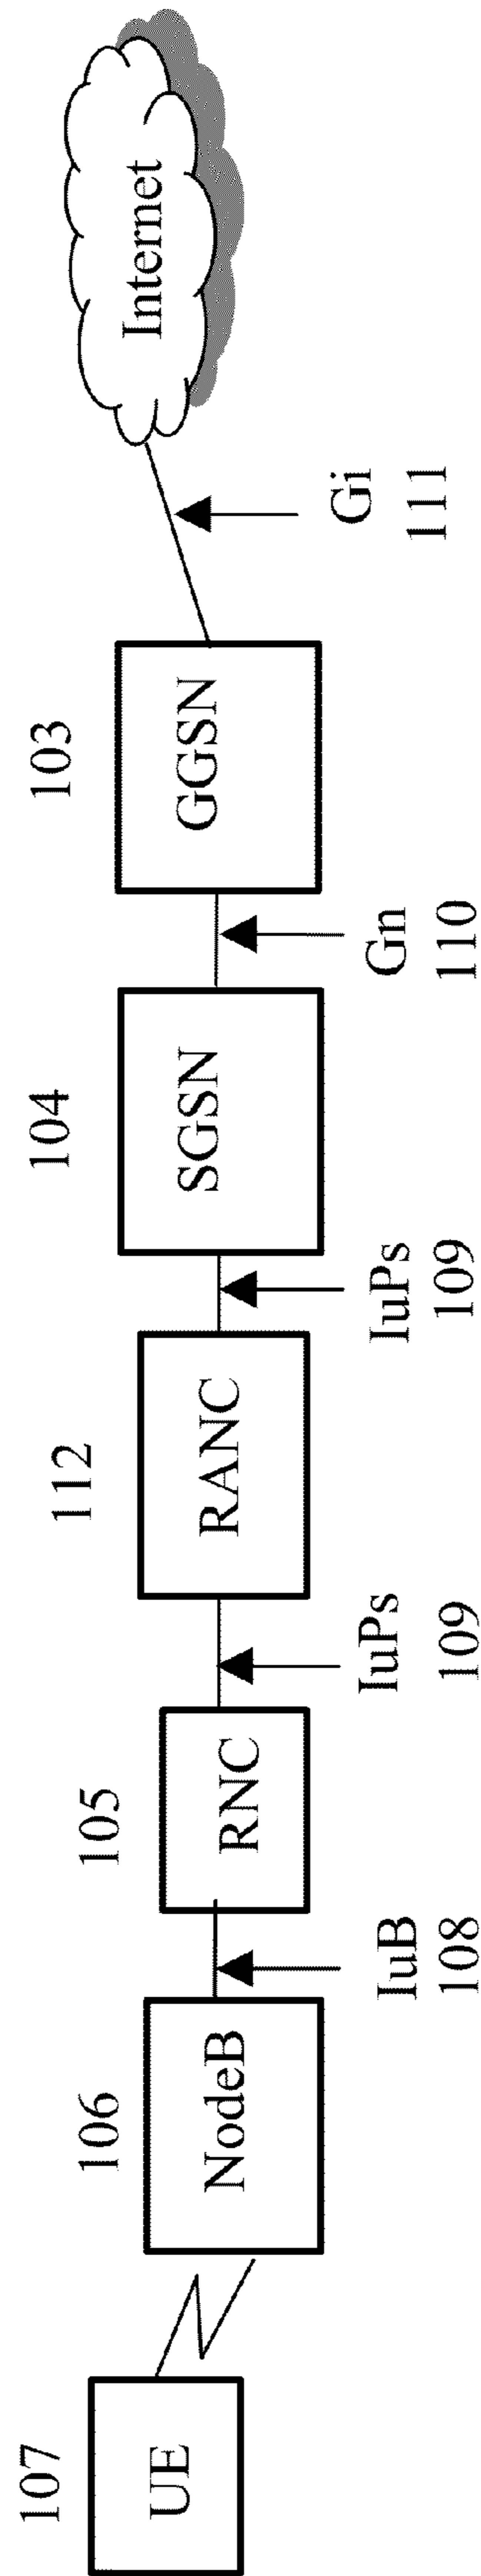 107
UE
106
NodeB
IuB
108
105
RNC
IuPs
109
112
RANC
IuPs
109
104
SGSN
Gn
110
103
GGSN
Gi
111
Internet